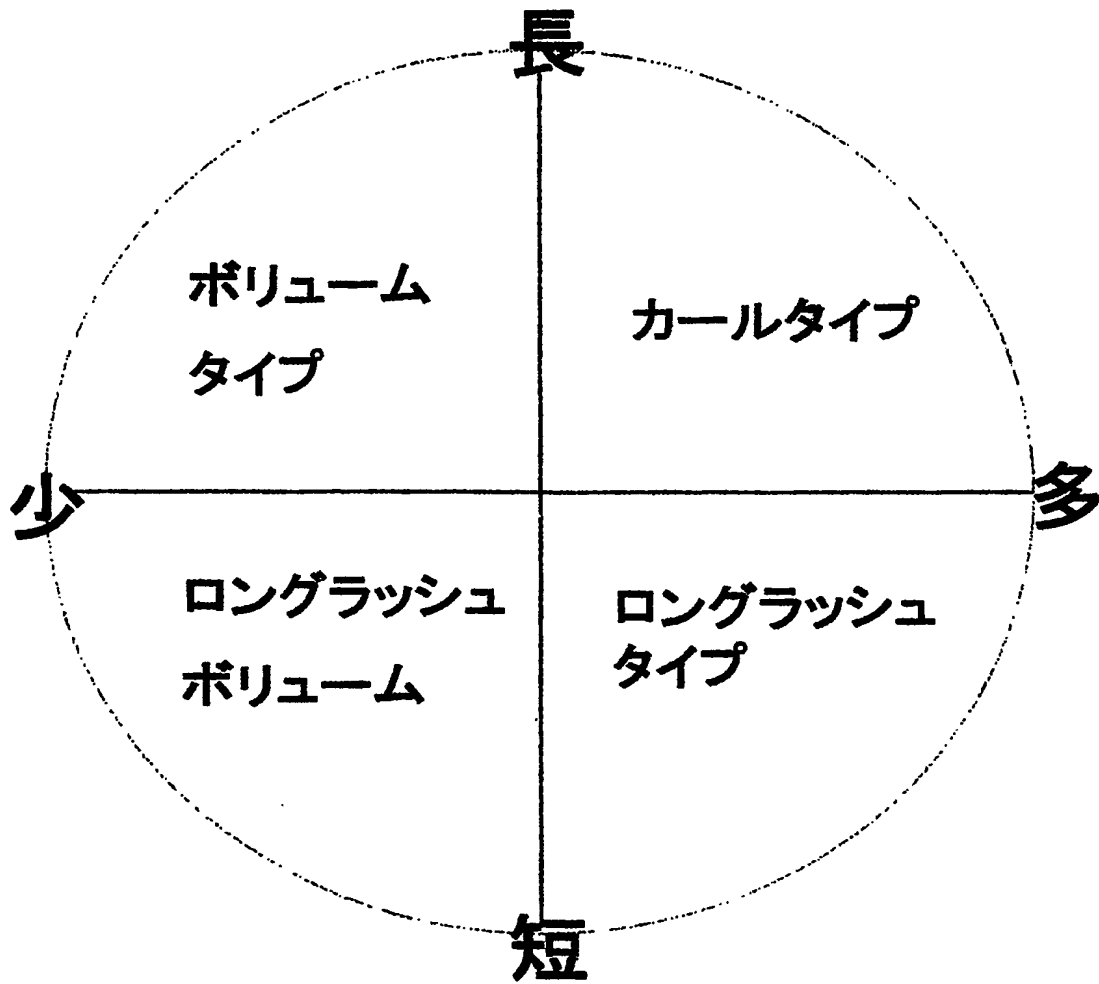 長
ボリューム
タイプ
カールタイプ
少
多
ロングラッシュ
ボリューム
ロングラッシュ
タイプ
短